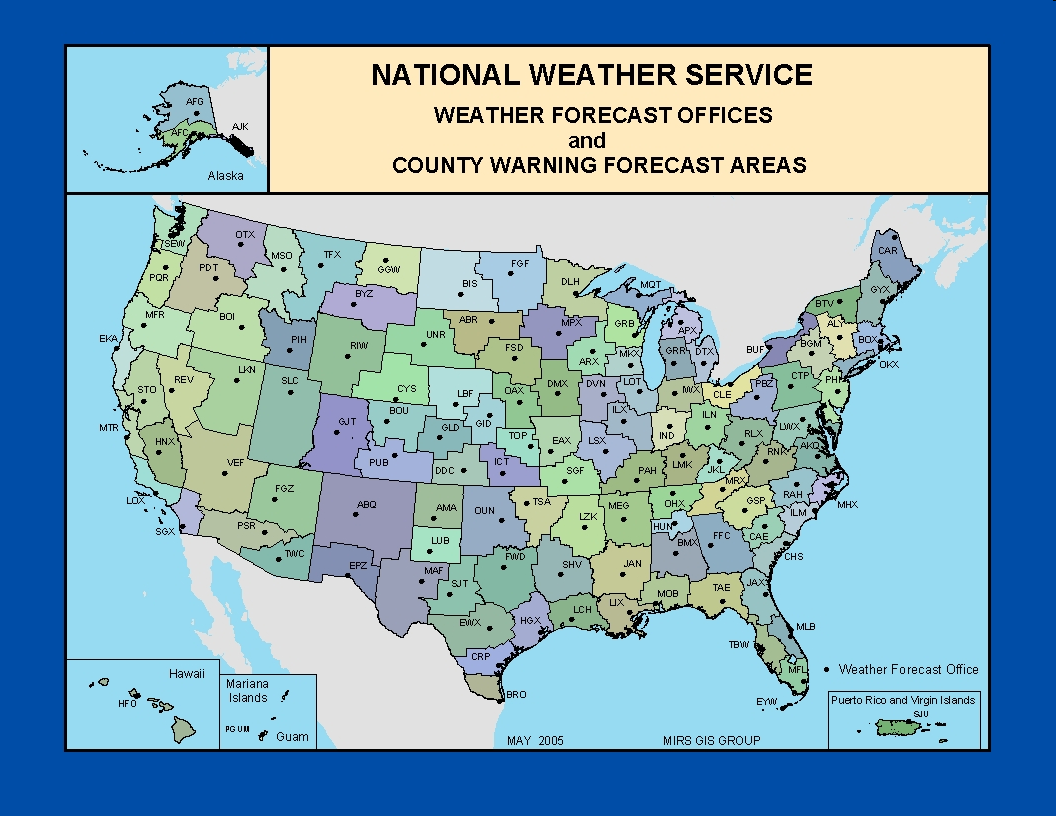 NATIONAL WEATHER SERVICE
WEATHER FORECAST OFFICES
and
COUNTY WARNING FORECAST AREAS
AFG
AFC
AJK
Alaska
SEW
OTX
MSO
TFX
GGW
BIS
FGF
DLH
MQT
CAR
PQR
PDT
BYZ
GYX
BTV
MFR
BOI
UNR
ABR
MPX
GRB
APX
ALY
EKA
PIH
RIW
FSD
ARX
MKX
GRR
DTX
BUF
BGM
BOX
OKX
STO
REV
LKN
SLC
CYS
LBF
OAX
DMX
DVN
LOT
IWX
CLE
PBZ
CTP
PHI
MTR
HNX
GJT
BOU
GLD
GID
TOP
EAX
LSX
ILX
IND
ILN
RLX
LWX
AKQ
VEF
PUB
DDC
ICT
SGF
PAH
LMK
JKL
RNK
MRX
LOX
FGZ
ABQ
AMA
OUN
TSA
LZK
MEG
OHX
GSP
RAH
MHX
ILM
SGX
PSR
TWC
LUB
HUN
BMX
FFC
CAE
CHS
EPZ
MAF
SJT
FWD
SHV
JAN
MOB
TAE
JAX
EWX
HGX
LCH
LIX
MLB
CRP
TBW
MFL
BRO
EYW
Weather Forecast Office
Hawaii
HFO
Mariana
Islands
PGUM
Guam
Puerto Rico and Virgin Islands
SJU
MAY 2005
MIRS GIS GROUP